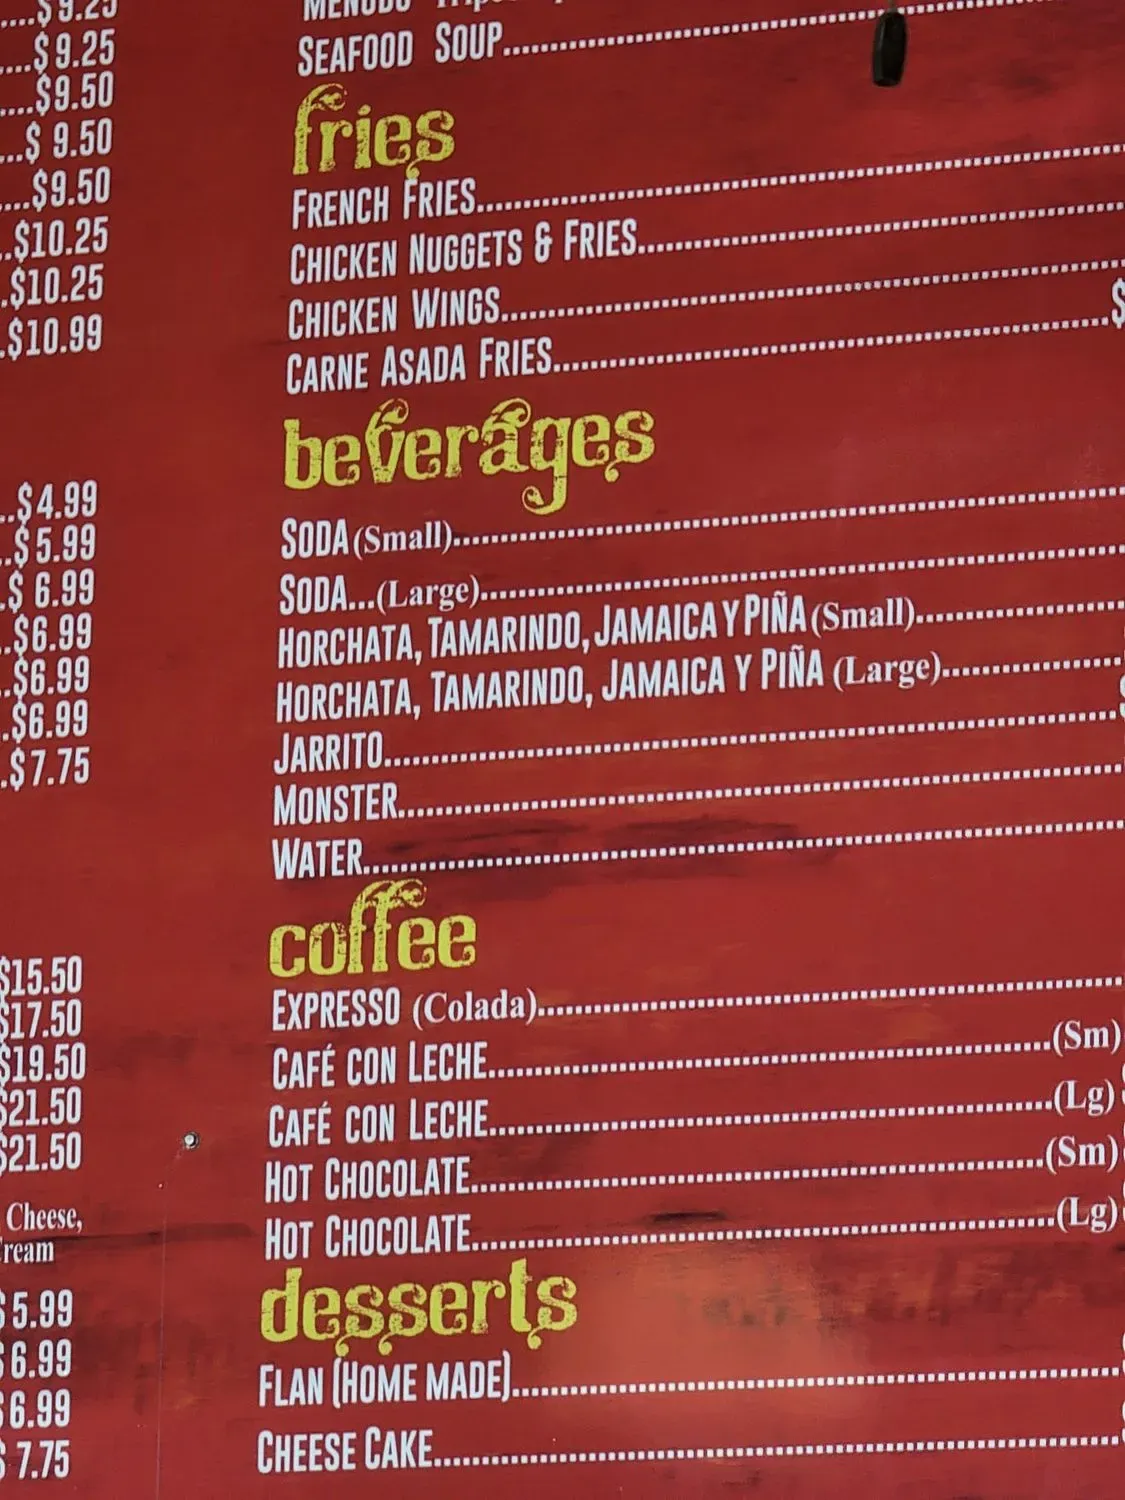 $9.25
$9.25
$9.50
$ 9.50
$9.50
$10.25
$10.25
$10.99
$4.99
$5.99
$ 6.99
$6.99
$6.99
$6.99
$7.75
$15.50
$17.50
$19.50
$21.50
$21.50
Cheese,
ream
$5.99
$6.99
$6.99
$7.75
MENUDO
SEAFOOD SOUP
fries
FRENCH FRIES
CHICKEN NUGGETS & FRIES
CHICKEN WINGS
CARNE ASADA FRIES $
beverages
SODA (Small)
SODA...(Large)
HORCHATA, TAMARINDO, JAMAICA Y PIÑA (Small)
HORCHATA, TAMARINDO, JAMAICA Y PIÑA (Large)
JARRITO
MONSTER
WATER
coffee
EXPRESSO (Colada)
CAFÉ CON LECHE (Sm)
CAFÉ CON LECHE (Lg)
HOT CHOCOLATE (Sm)
HOT CHOCOLATE (Lg)
desserts
FLAN (HOME MADE)
CHEESE CAKE